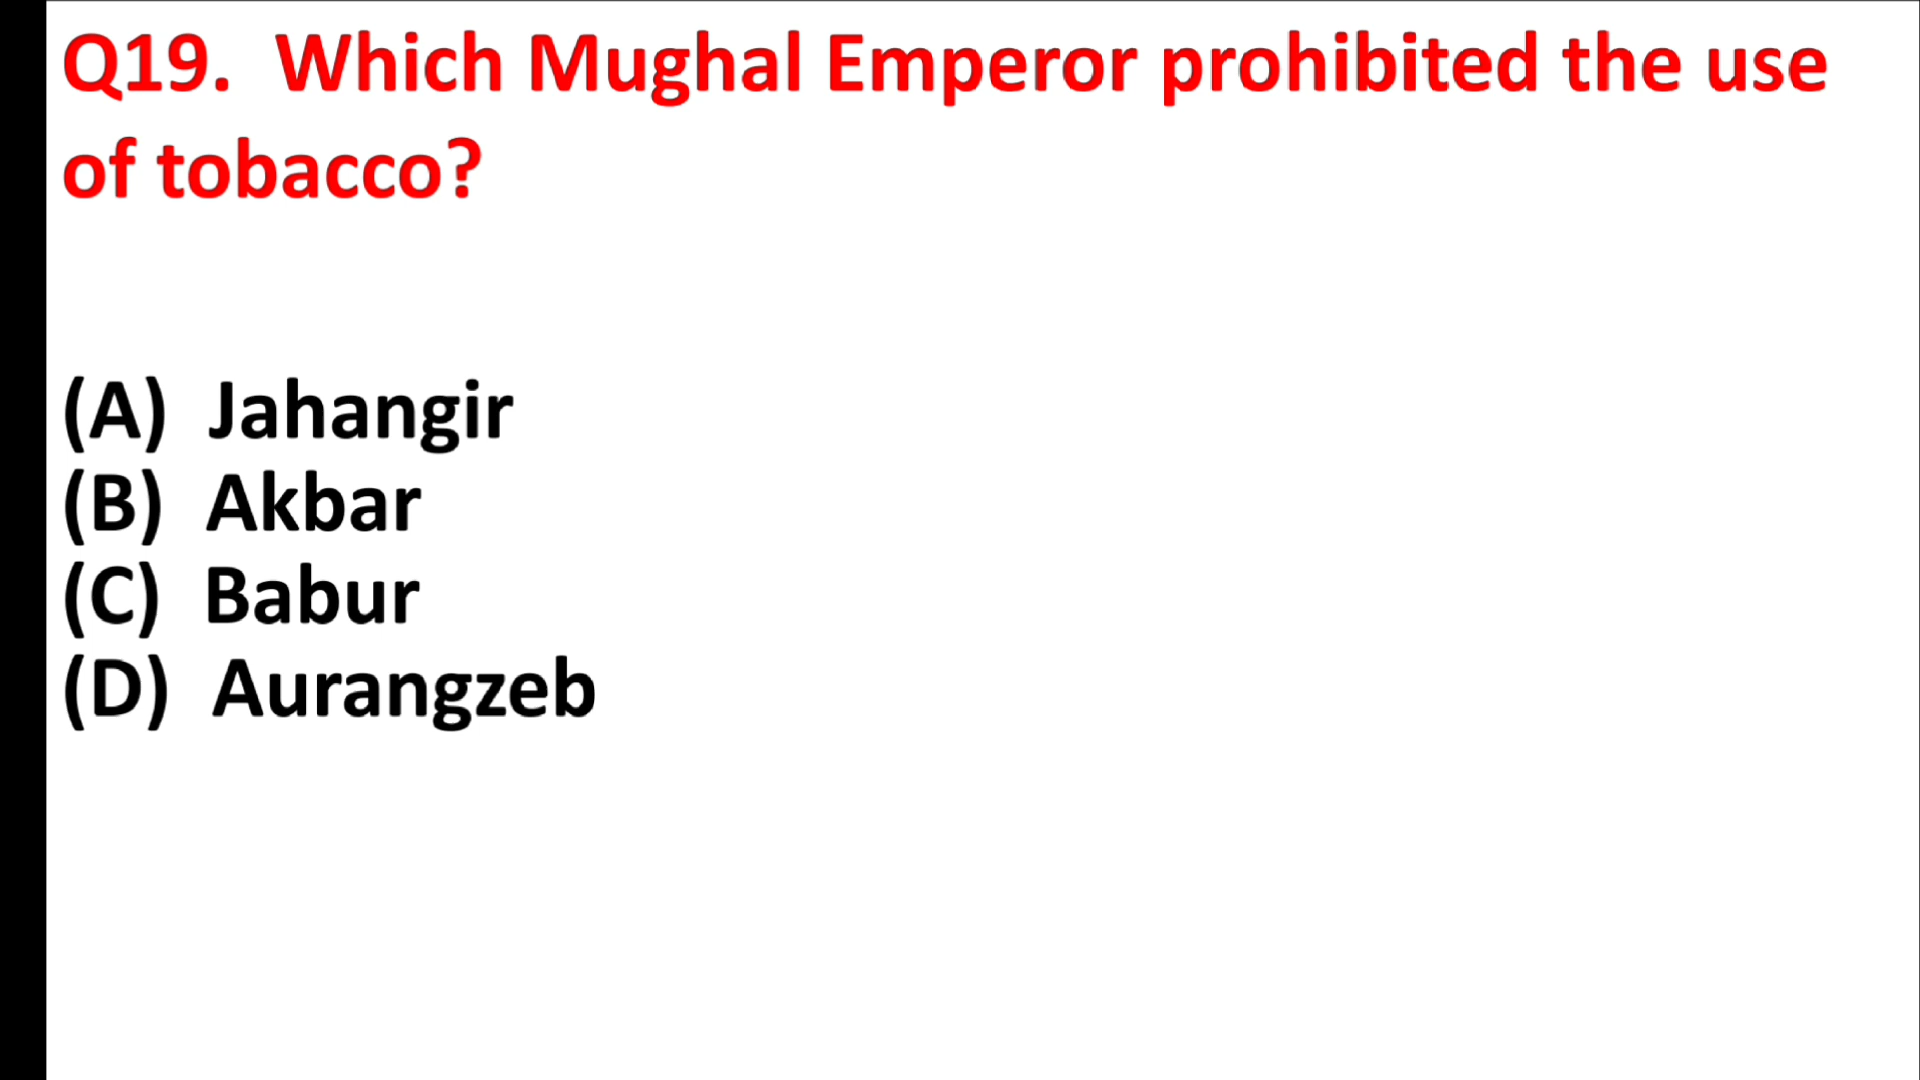 Q19. Which Mughal Emperor prohibited the use
of tobacco?
(A) Jahangir
(B) Akbar
(C) Babur
(D) Aurangzeb